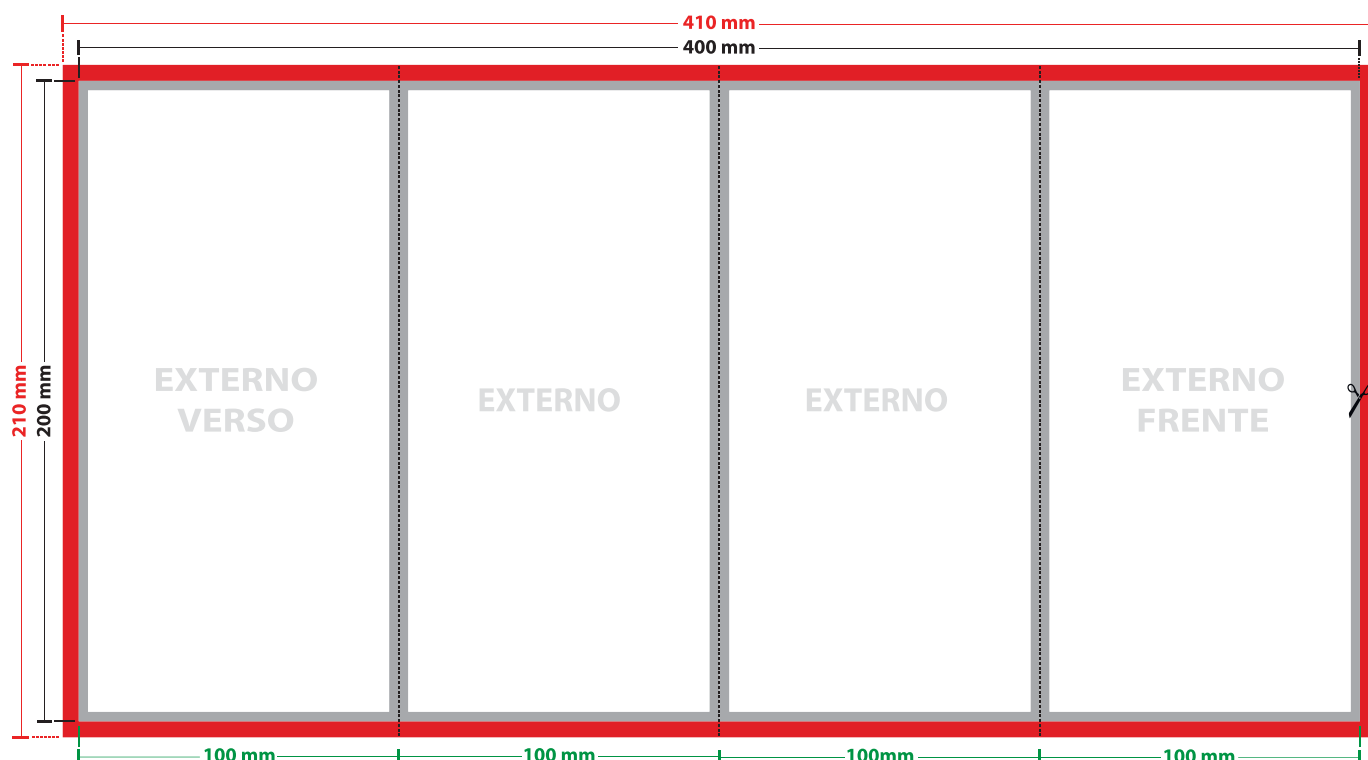 410 mm
400 mm
210 mm
200 mm
EXTERNO
VERSO
EXTERNO
EXTERNO
EXTERNO
FRENTE
100 mm
100 mm
100mm
100 mm